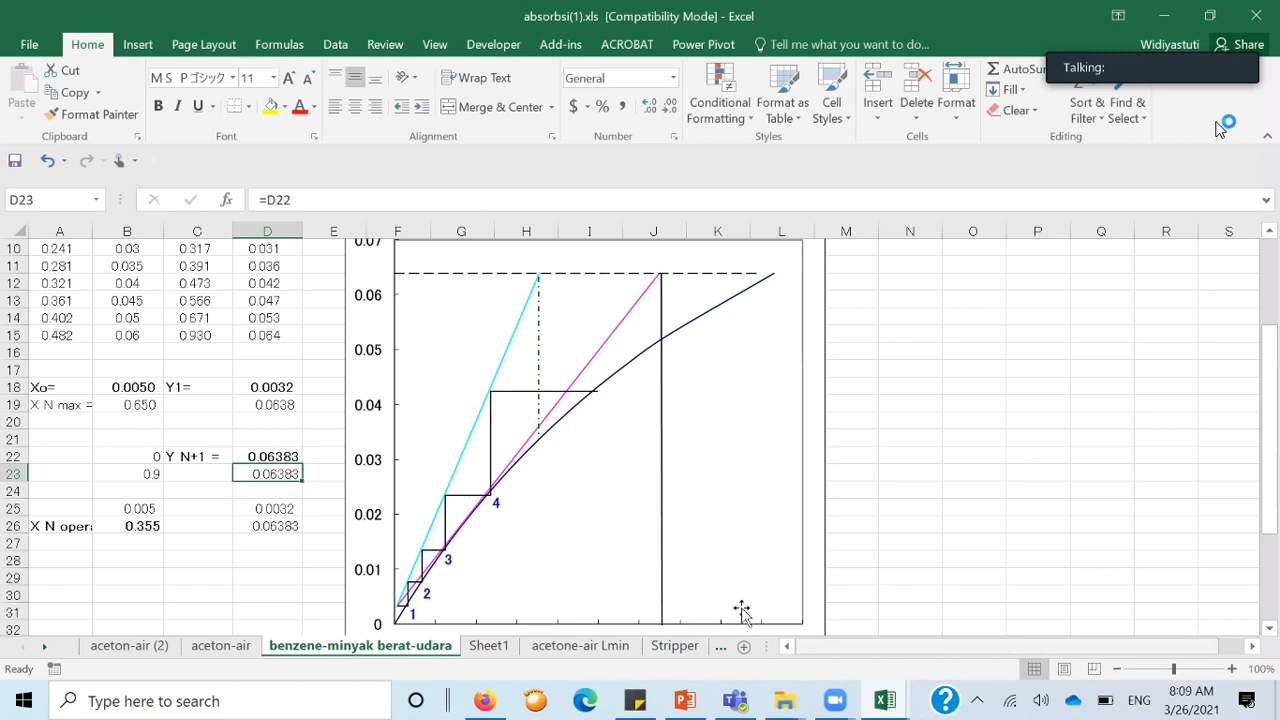 absorbsi(1).xls [Compatibility Mode] - Excel
File Home Insert Page Layout Formulas Data Review View Developer Add-ins ACROBAT Power Pivot Tell me what you want to do... Widiyastuti Share
Talking:
Paste Cut Copy Format Painter
M S P ゴシック 11
Wrap Text
Merge & Center
General
Conditional Formatting
Format as Table
Cell Styles
Insert Delete Format
AutoSum
Fill
Clear
Sort & Filter
Find & Select
Clipboard Font Alignment Number Styles Cells Editing
D23 fx =D22
A B C D E F G H I J K L M N O P Q R S
10 0.241 0.03 0.317 0.031
11 0.281 0.035 0.391 0.036
12 0.321 0.04 0.473 0.042
13 0.361 0.045 0.566 0.047
14 0.402 0.05 0.671 0.053
15 0.482 0.06 0.930 0.064
16
17
18 Xo= 0.0050 Y1= 0.0032
19 X N max = 0.650 0.0638
20
21
22 0 Y N+1 = 0.06383
23 0.9 0.06383
24
25 0.005 0.0032
26 X N opera 0.355 0.06383
27
28
29
30
31
32
0.07
0.06
0.05
0.04
0.03
0.02
0.01
0
4
3
2
1
aceton-air (2) aceton-air benzene-minyak berat-udara Sheet1 acetone-air Lmin Stripper ...
Ready 100%
Type here to search
ENG
8:09 AM
3/26/2021